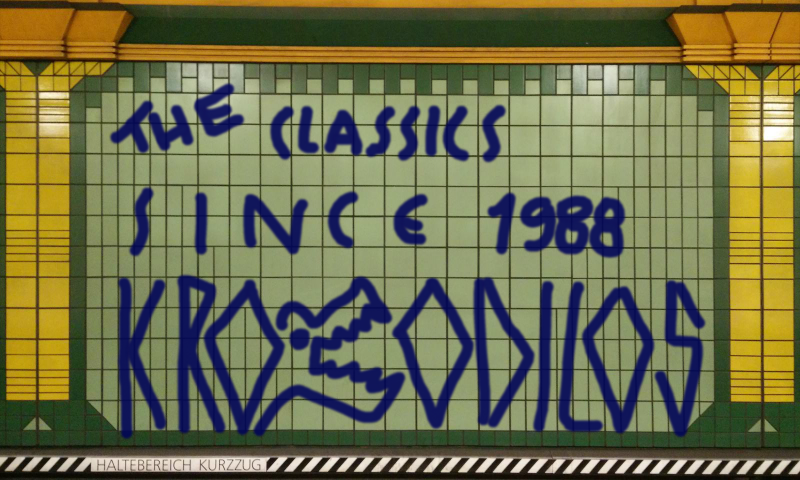 THE CLASSICS
SINCE 1988
KROKODILOS
HALTEBEREICH KURZZUG